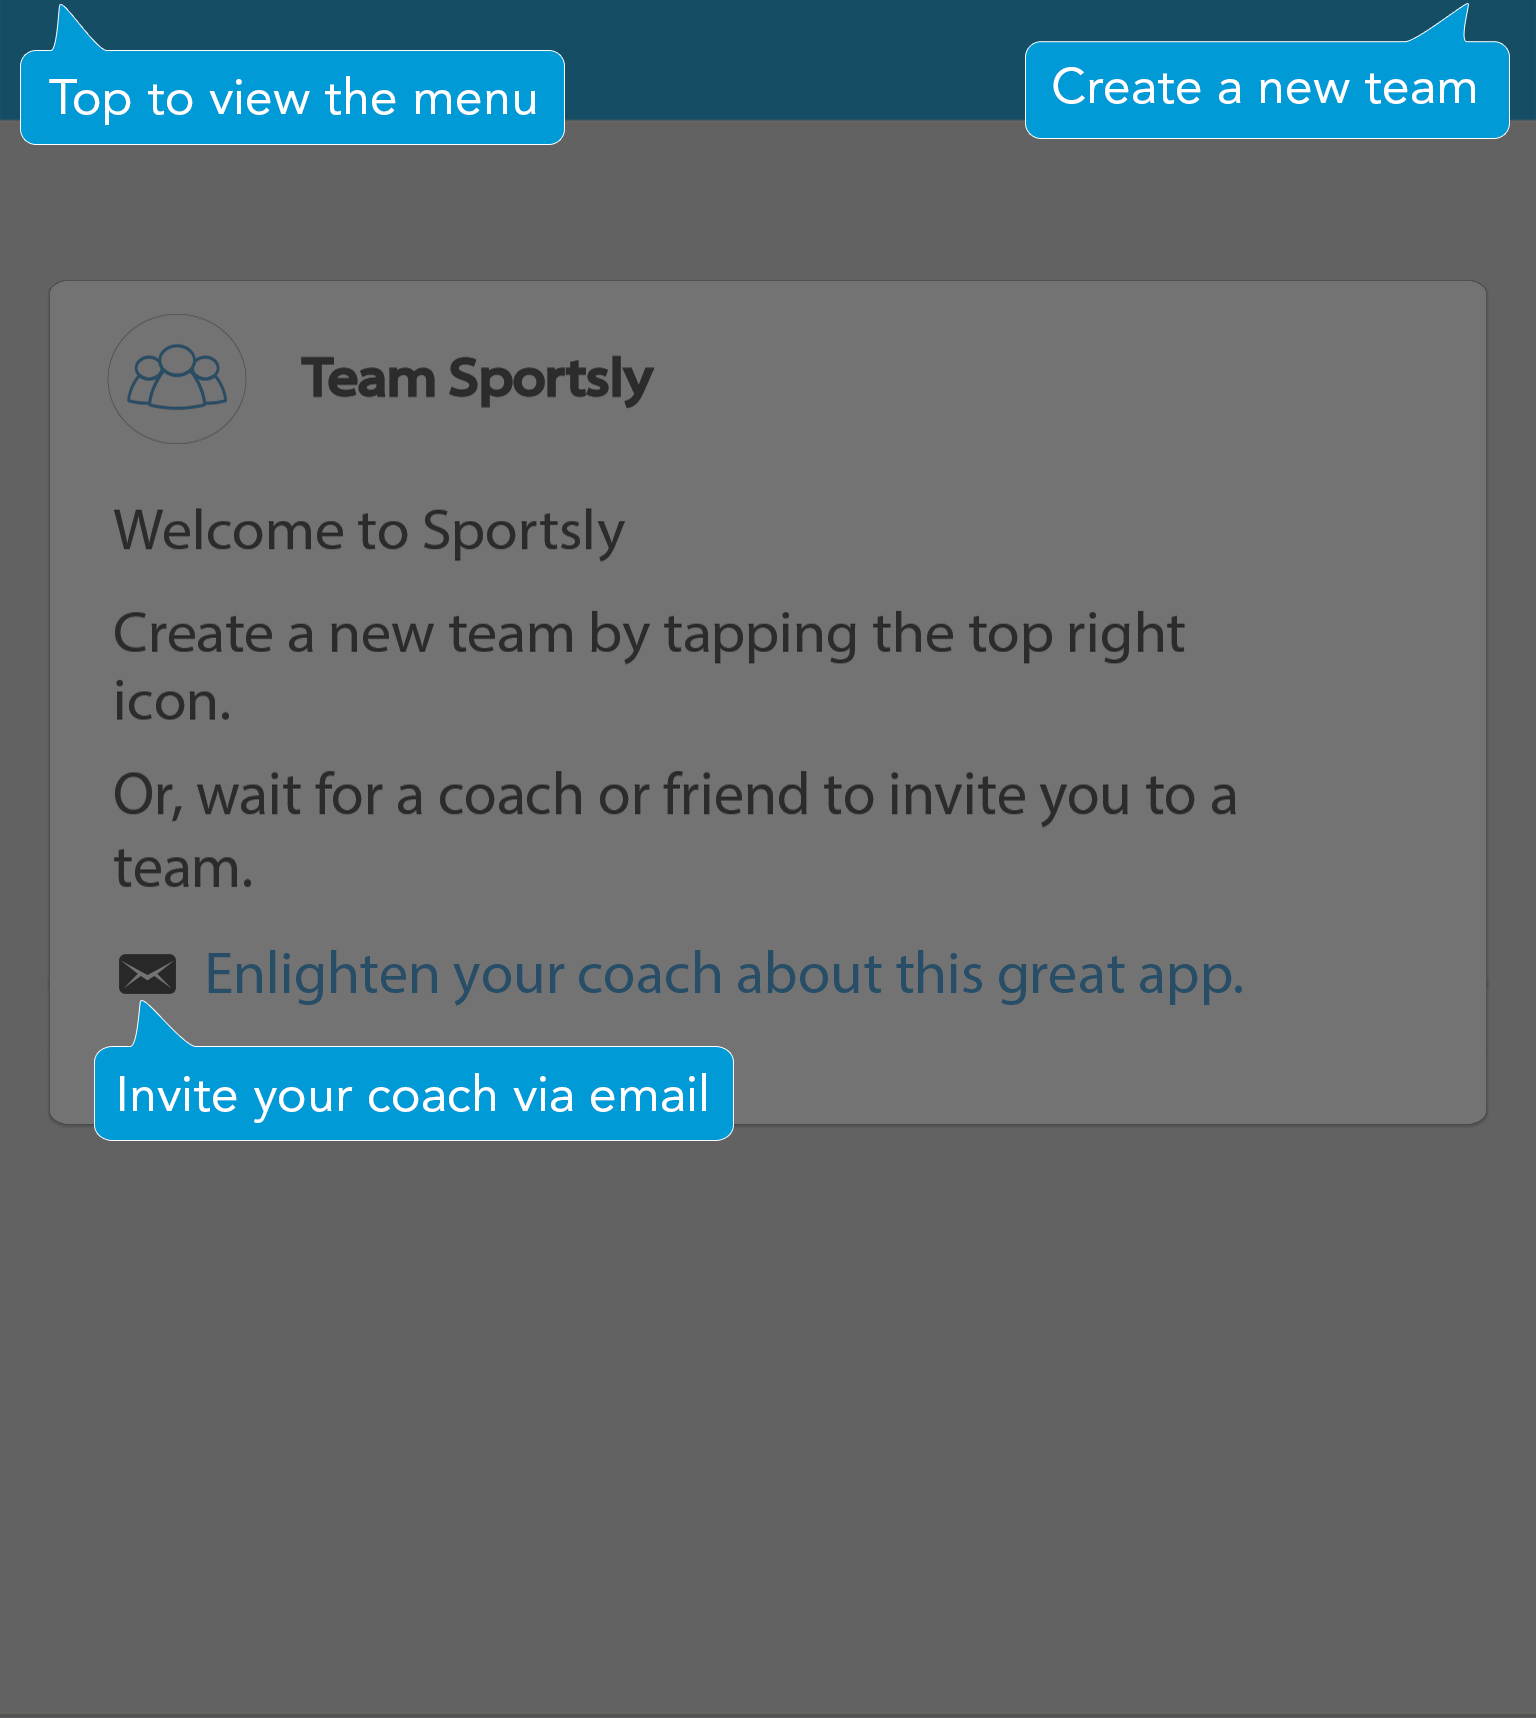 Top to view the menu
Create a new team
Team Sportsly
Welcome to Sportsly
Create a new team by tapping the top right
icon.
Or, wait for a coach or friend to invite you to a
team.
Enlighten your coach about this great app.
Invite your coach via email